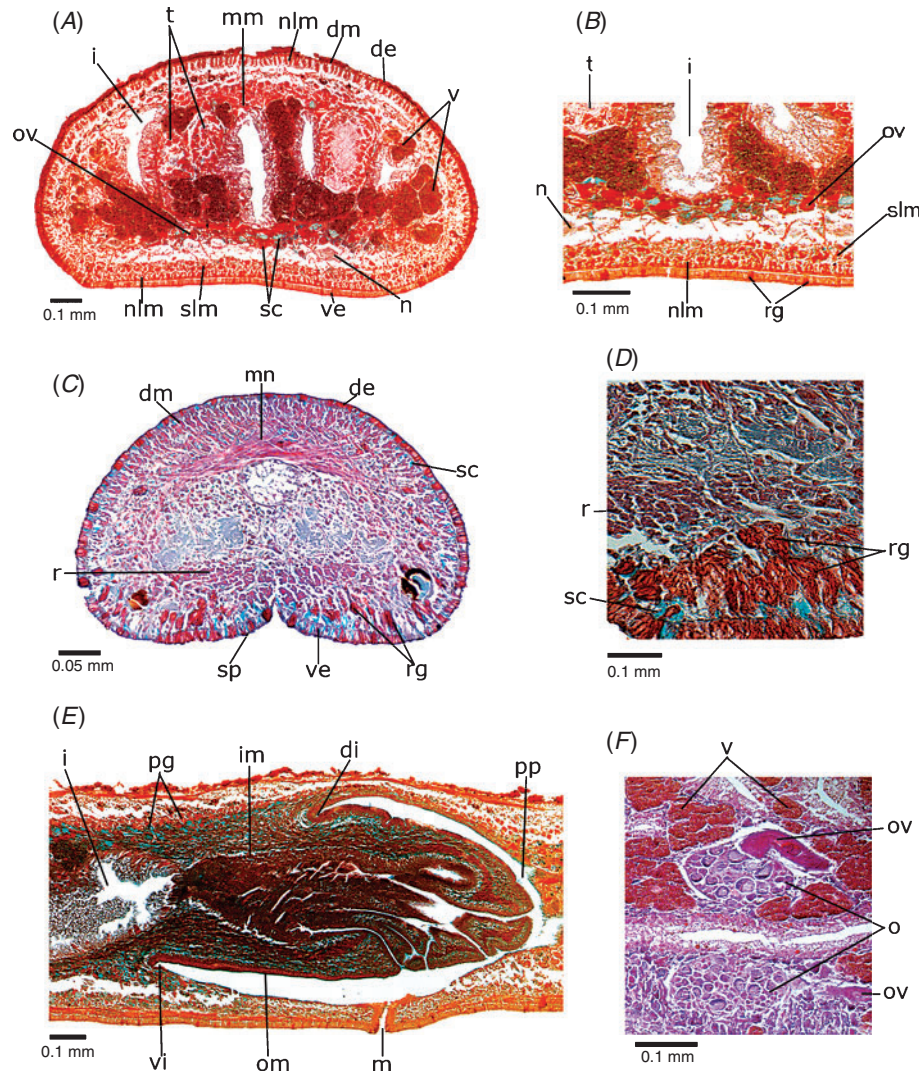 (A)
t mm nlm dm de
i v
ov
nlm slm sc ve n
0.1 mm
(B)
t i
ov
n slm
nlm rg
0.1 mm
(C)
mn
dm de
sc
r
sp ve rg
0.05 mm
(D)
r rg
sc
0.1 mm
(E)
i pg im di pp
0.1 mm
vi om m
(F)
v
ov
o
ov
0.1 mm